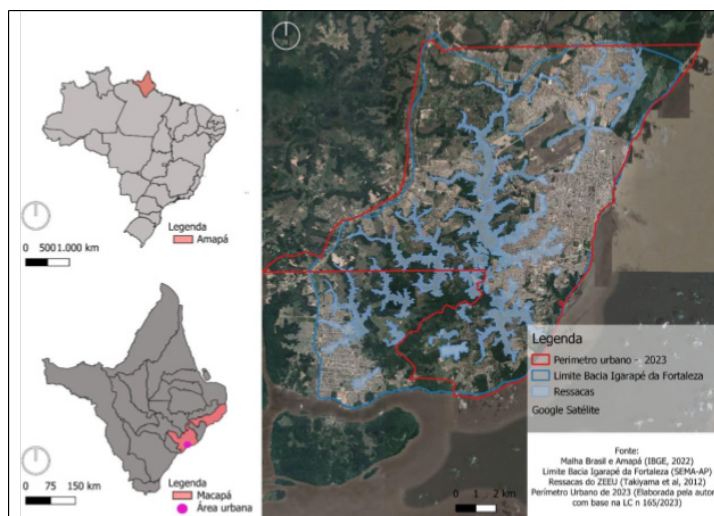 Legenda
Amapá
0 5001.000 km
Legenda
Macapá
Área urbana
0 75 150 km
Legenda
Perímetro urbano - 2023
Limite Bacia Igarapé da Fortaleza
Ressacas
Google Satélite
0 1 2 km
Fonte:
Malha Brasil e Amapá (IBGE, 2022)
Limite Bacia Igarapé da Fortaleza (SEMA-AP)
Ressacas do ZEEU (Takiyama et al, 2012)
Perímetro Urbano de 2023 (Elaborada pela autora
com base na LC n 165/2023)